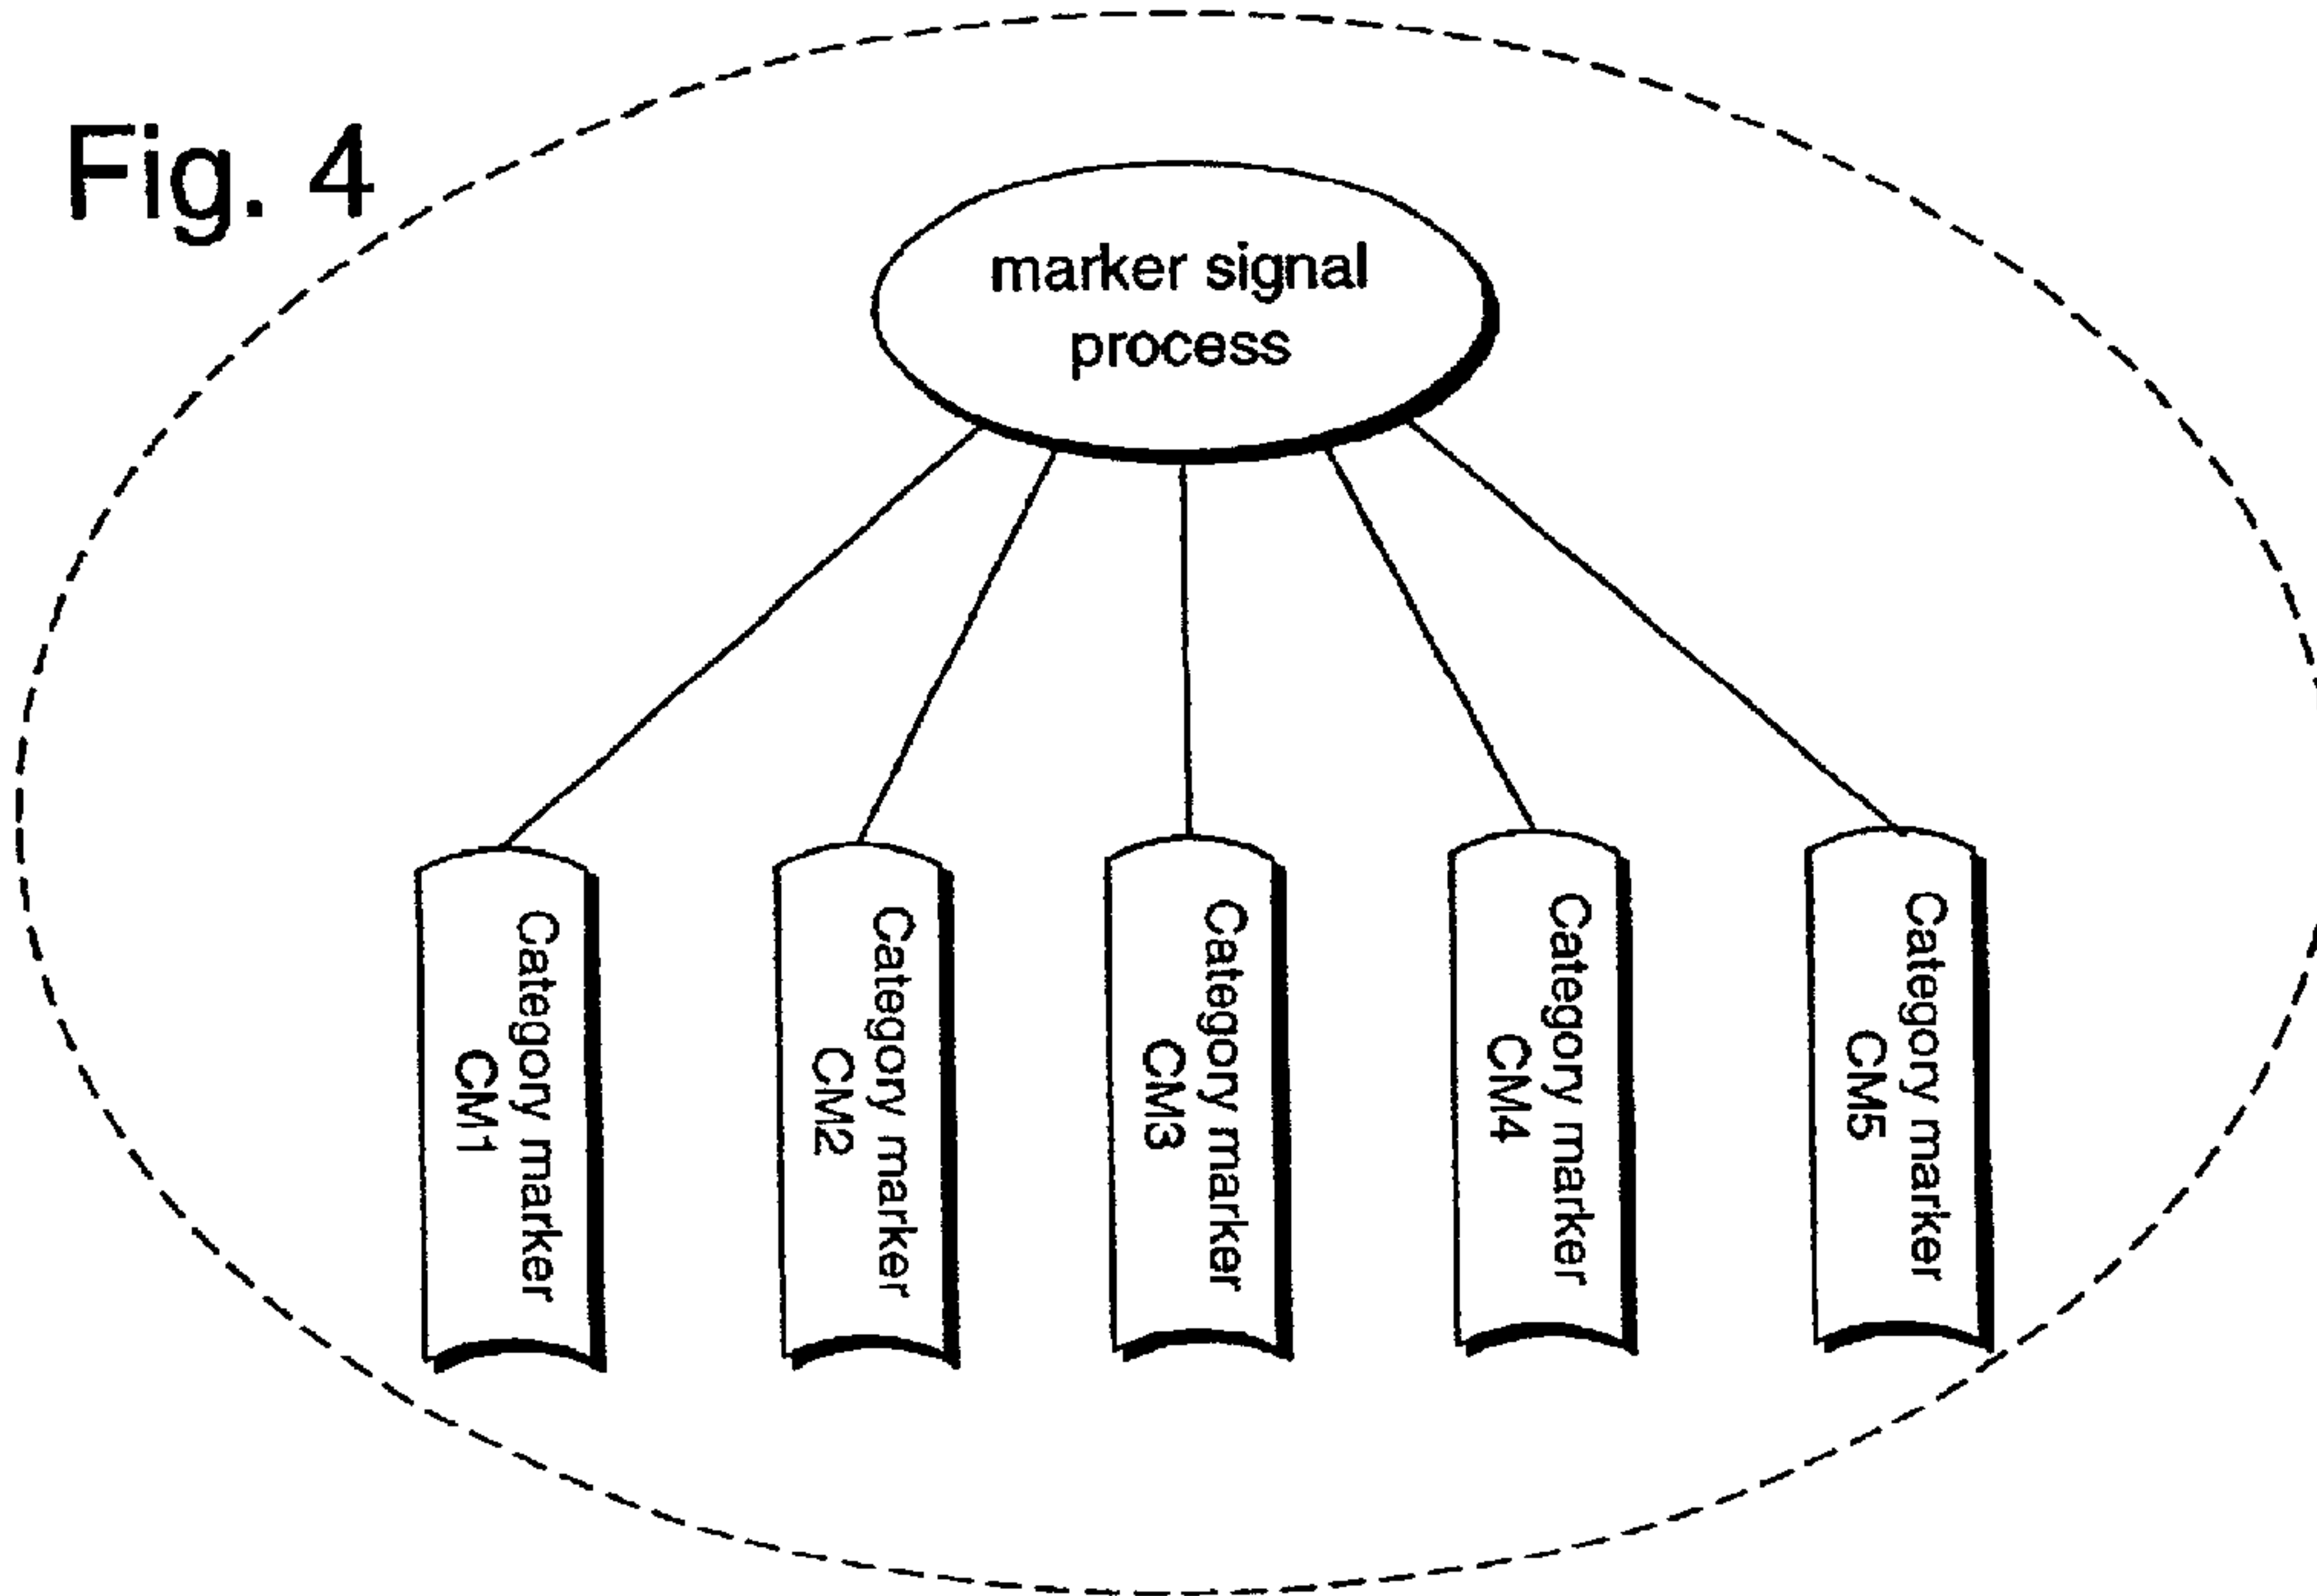 Fig. 4
marker signal
process
Category marker
CM1
Category marker
CM2
Category marker
CM3
Category marker
CM4
Category marker
CM5